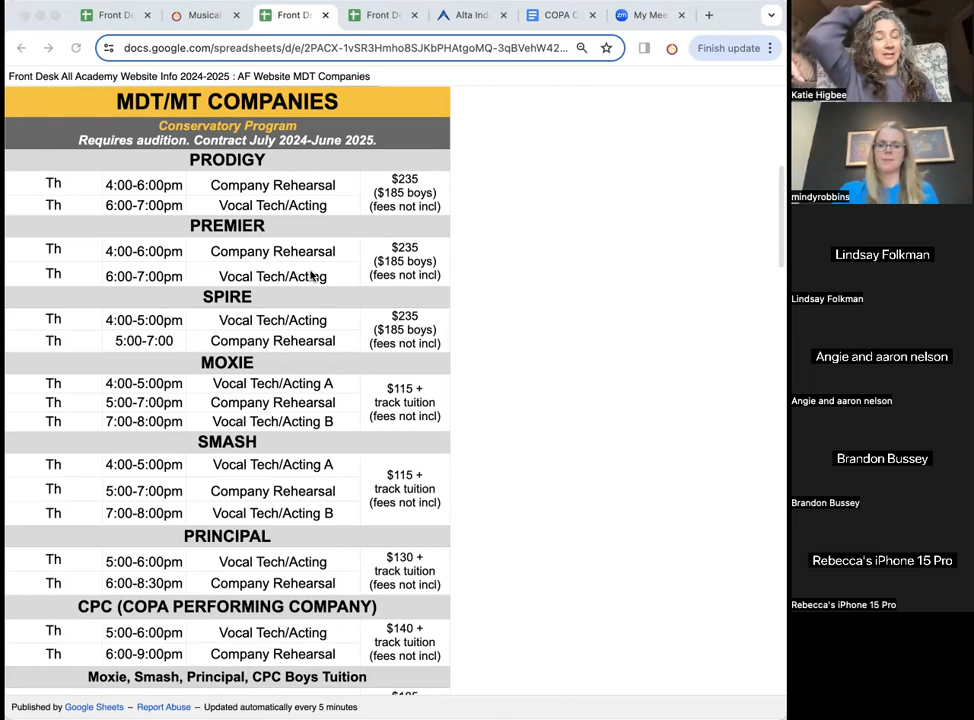 Front De
Musical
Front De
Front De
Alta Ind
COPA C
zm My Mee
docs.google.com/spreadsheets/d/e/2PACX-1vSR3Hmho8SJKbPHAtgoMQ-3qBVehW42...
Finish update
Front Desk All Academy Website Info 2024-2025 : AF Website MDT Companies
MDT/MT COMPANIES
Conservatory Program
Requires audition. Contract July 2024-June 2025.
PRODIGY
Th 4:00-6:00pm Company Rehearsal
Th 6:00-7:00pm Vocal Tech/Acting
$235
($185 boys)
(fees not incl)
PREMIER
Th 4:00-6:00pm Company Rehearsal
Th 6:00-7:00pm Vocal Tech/Acting
$235
($185 boys)
(fees not incl)
SPIRE
Th 4:00-5:00pm Vocal Tech/Acting
Th 5:00-7:00 Company Rehearsal
$235
($185 boys)
(fees not incl)
MOXIE
Th 4:00-5:00pm Vocal Tech/Acting A
Th 5:00-7:00pm Company Rehearsal
Th 7:00-8:00pm Vocal Tech/Acting B
$115 +
track tuition
(fees not incl)
SMASH
Th 4:00-5:00pm Vocal Tech/Acting A
Th 5:00-7:00pm Company Rehearsal
Th 7:00-8:00pm Vocal Tech/Acting B
$115 +
track tuition
(fees not incl)
PRINCIPAL
Th 5:00-6:00pm Vocal Tech/Acting
Th 6:00-8:30pm Company Rehearsal
$130 +
track tuition
(fees not incl)
CPC (COPA PERFORMING COMPANY)
Th 5:00-6:00pm Vocal Tech/Acting
Th 6:00-9:00pm Company Rehearsal
$140 +
track tuition
(fees not incl)
Moxie, Smash, Principal, CPC Boys Tuition
Published by Google Sheets – Report Abuse – Updated automatically every 5 minutes
Katie Higbee
mindyrobbins
Lindsay Folkman
Lindsay Folkman
Angie and aaron nelson
Angie and aaron nelson
Brandon Bussey
Brandon Bussey
Rebecca's iPhone 15 Pro
Rebecca's iPhone 15 Pro